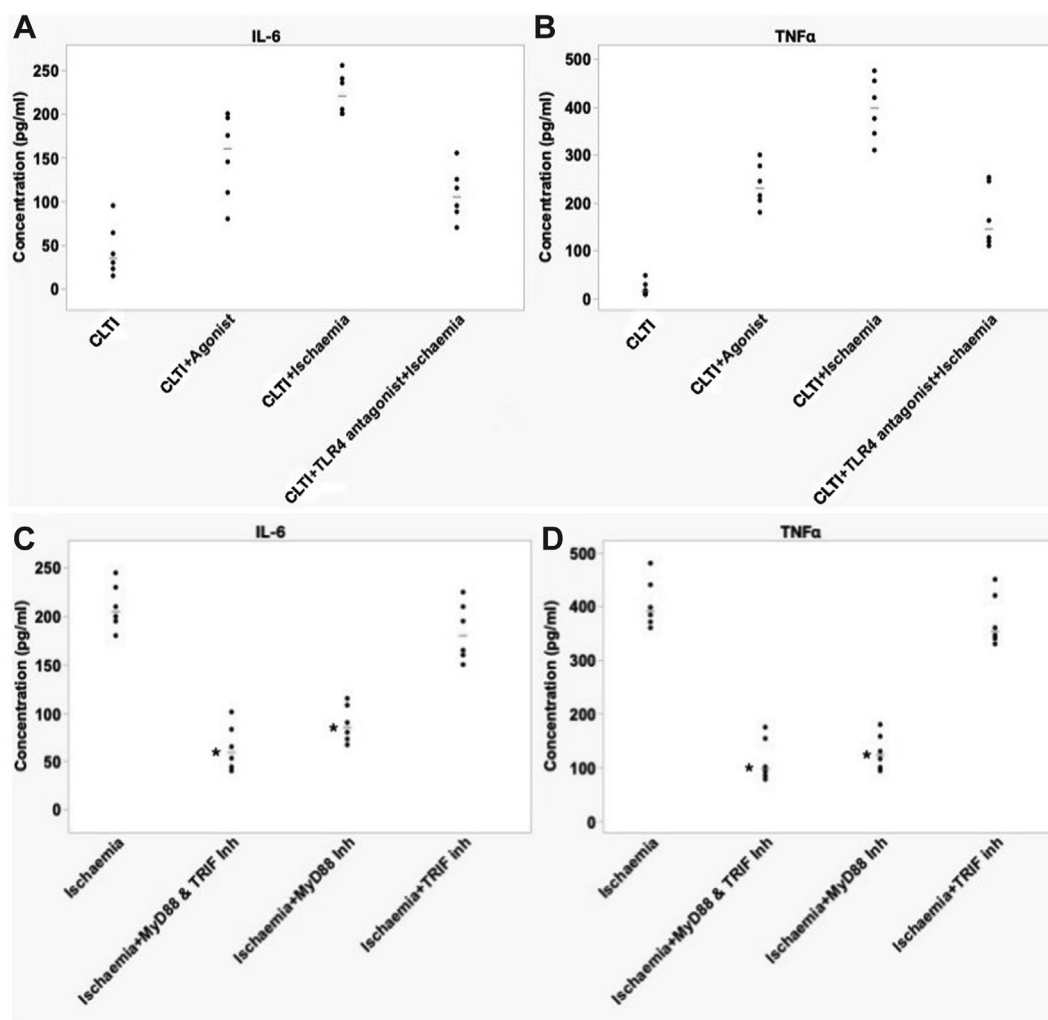 A
IL-6
Concentration (pg/ml)
250
200
150
100
50
0
CLTI
CLTI+Agonist
CLTI+Ischaemia
CLTI+TLR4 antagonist+Ischaemia
B
TNFα
Concentration (pg/ml)
500
400
300
200
100
0
CLTI
CLTI+Agonist
CLTI+Ischaemia
CLTI+TLR4 antagonist+Ischaemia
C
IL-6
Concentration (pg/ml)
250
200
150
100
50
0
*
*
Ischaemia
Ischaemia+MyD88 & TRIF Inh
Ischaemia+MyD88 Inh
Ischaemia+TRIF inh
D
TNFα
Concentration (pg/ml)
500
400
300
200
100
0
*
*
Ischaemia
Ischaemia+MyD88 & TRIF Inh
Ischaemia+MyD88 Inh
Ischaemia+TRIF inh